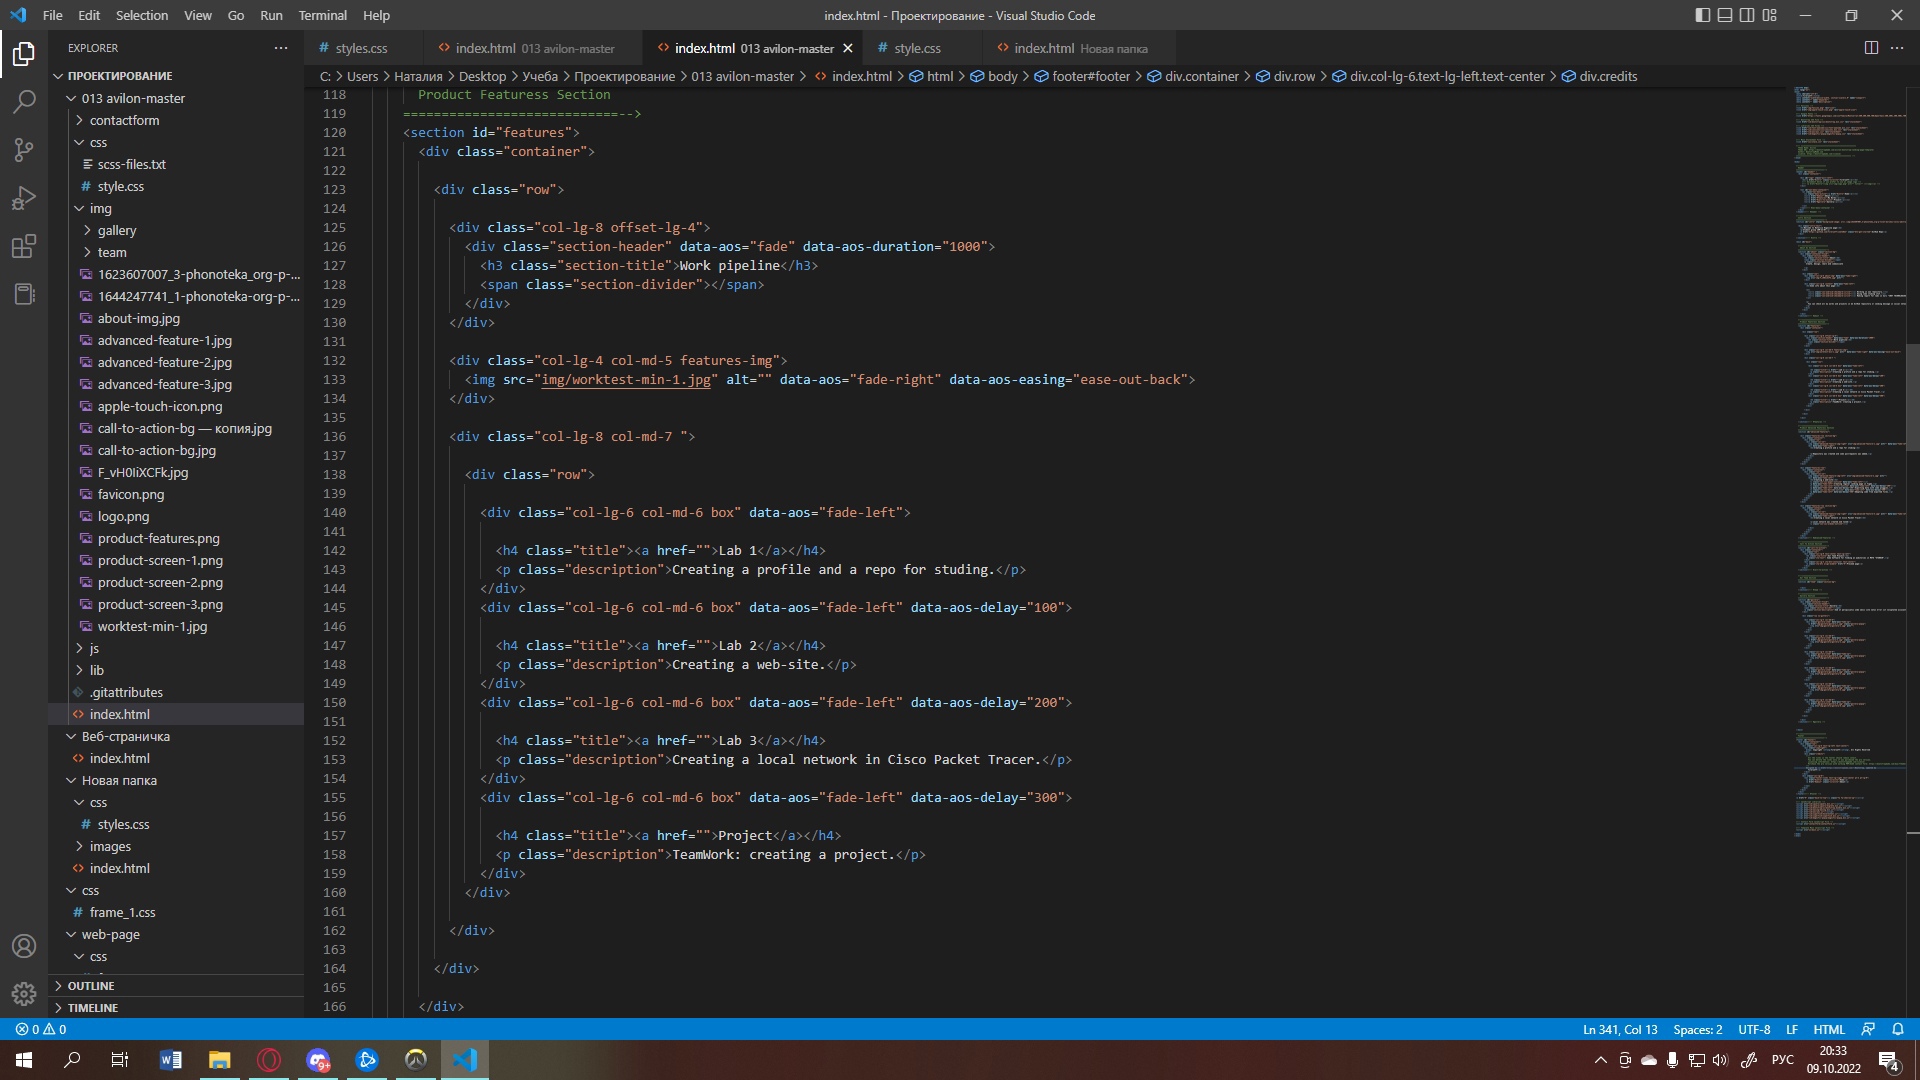 File Edit Selection View Go Run Terminal Help
index.html - Проектирование - Visual Studio Code
EXPLORER
ПРОЕКТИРОВАНИЕ
013 avilon-master
contactform
css
scss-files.txt
style.css
img
gallery
team
1623607007_3-phonoteka_org-p-...
1644247741_1-phonoteka-org-p-...
about-img.jpg
advanced-feature-1.jpg
advanced-feature-2.jpg
advanced-feature-3.jpg
apple-touch-icon.png
call-to-action-bg — копия.jpg
call-to-action-bg.jpg
F_vH0IiXCFk.jpg
favicon.png
logo.png
product-features.png
product-screen-1.png
product-screen-2.png
product-screen-3.png
worktest-min-1.jpg
js
lib
.gitattributes
index.html
Веб-страничка
index.html
Новая папка
css
styles.css
images
index.html
css
frame_1.css
web-page
css
OUTLINE
TIMELINE
styles.css
index.html 013 avilon-master
index.html 013 avilon-master
style.css
index.html Новая папка
C: > Users > Наталия > Desktop > Учеба > Проектирование > 013 avilon-master > index.html > html > body > footer#footer > div.container > div.row > div.col-lg-6.text-lg-left.text-center > div.credits
118 Product Featuress Section
119 ============================-->
120 <section id="features">
121 <div class="container">
122
123 <div class="row">
124
125 <div class="col-lg-8 offset-lg-4">
126 <div class="section-header" data-aos="fade" data-aos-duration="1000">
127 <h3 class="section-title">Work pipeline</h3>
128 <span class="section-divider"></span>
129 </div>
130 </div>
131
132 <div class="col-lg-4 col-md-5 features-img">
133 <img src="img/worktest-min-1.jpg" alt="" data-aos="fade-right" data-aos-easing="ease-out-back">
134 </div>
135
136 <div class="col-lg-8 col-md-7 ">
137
138 <div class="row">
139
140 <div class="col-lg-6 col-md-6 box" data-aos="fade-left">
141
142 <h4 class="title"><a href="">Lab 1</a></h4>
143 <p class="description">Creating a profile and a repo for studing.</p>
144 </div>
145 <div class="col-lg-6 col-md-6 box" data-aos="fade-left" data-aos-delay="100">
146
147 <h4 class="title"><a href="">Lab 2</a></h4>
148 <p class="description">Creating a web-site.</p>
149 </div>
150 <div class="col-lg-6 col-md-6 box" data-aos="fade-left" data-aos-delay="200">
151
152 <h4 class="title"><a href="">Lab 3</a></h4>
153 <p class="description">Creating a local network in Cisco Packet Tracer.</p>
154 </div>
155 <div class="col-lg-6 col-md-6 box" data-aos="fade-left" data-aos-delay="300">
156
157 <h4 class="title"><a href="">Project</a></h4>
158 <p class="description">TeamWork: creating a project.</p>
159 </div>
160 </div>
161
162 </div>
163
164 </div>
165
166 </div>
0 0
Ln 341, Col 13 Spaces: 2 UTF-8 LF HTML
9+
РУС
20:33
09.10.2022
4